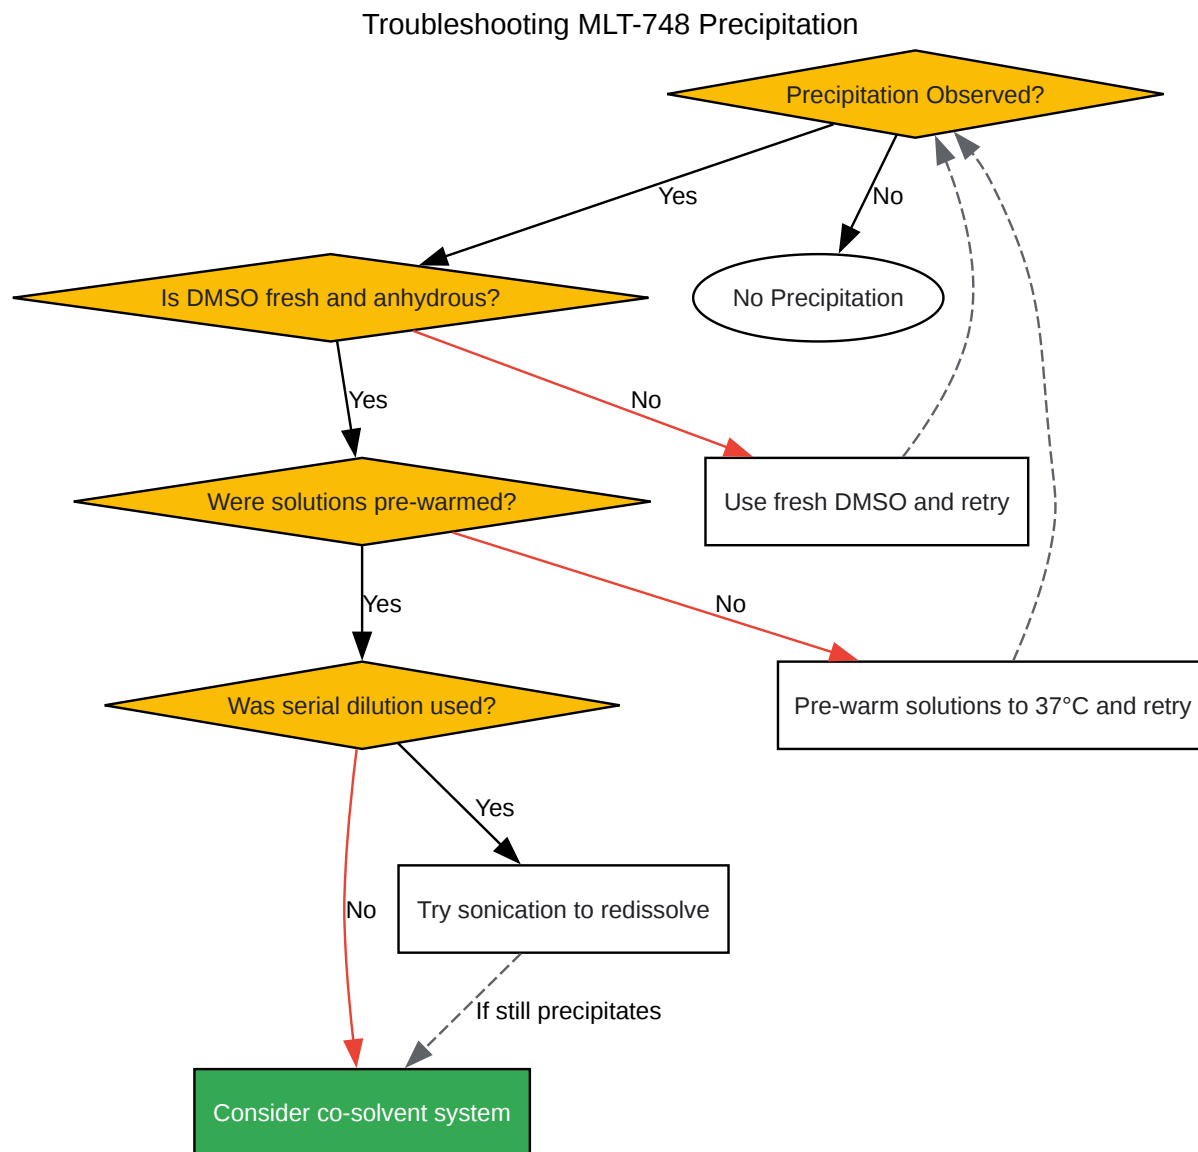 Troubleshooting MLT-748 Precipitation
Precipitation Observed?
Yes
No
Is DMSO fresh and anhydrous?
No Precipitation
Yes
No
Were solutions pre-warmed?
Use fresh DMSO and retry
Yes
No
Was serial dilution used?
Pre-warm solutions to 37°C and retry
Yes
No
Try sonication to redissolve
If still precipitates
Consider co-solvent system